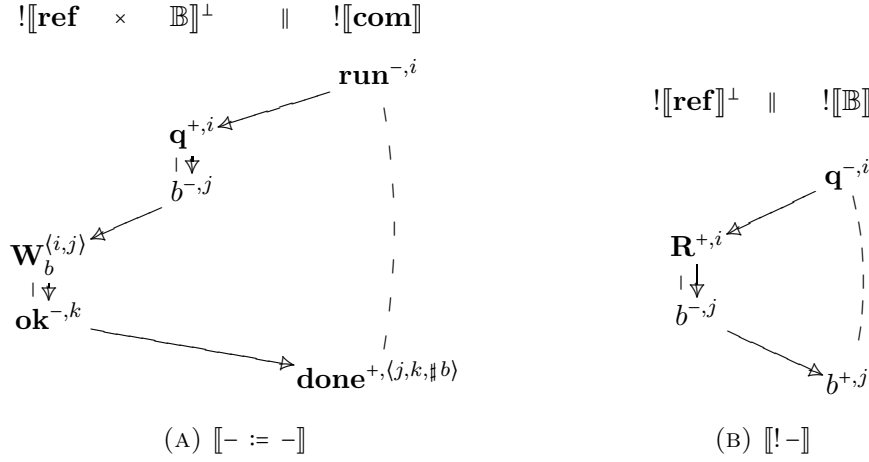 !⟦ref × 𝔹⟧⊥ ∥ !⟦com⟧
run−,i
q+,i
b−,j
W_b^⟨i,j⟩
ok−,k
done+,⟨j,k,♯b⟩
(A) ⟦− := −⟧
!⟦ref⟧⊥ ∥ !⟦𝔹⟧
q−,i
R+,i
b−,j
b+,j
(B) ⟦! −⟧